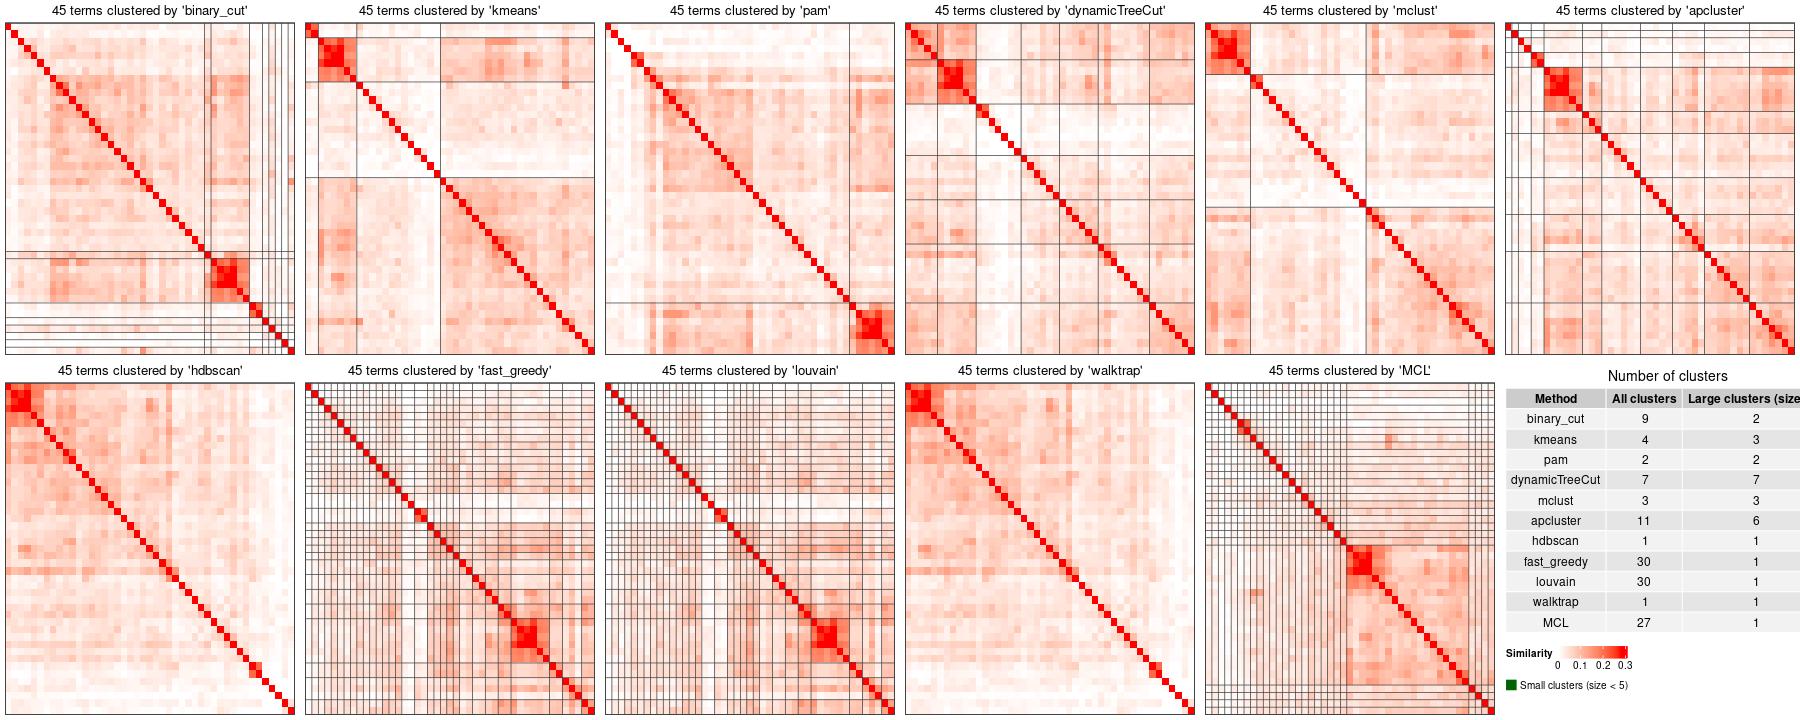 45 terms clustered by 'binary_cut'
45 terms clustered by 'kmeans'
45 terms clustered by 'pam'
45 terms clustered by 'dynamicTreeCut'
45 terms clustered by 'mclust'
45 terms clustered by 'apcluster'
45 terms clustered by 'hdbscan'
45 terms clustered by 'fast_greedy'
45 terms clustered by 'louvain'
45 terms clustered by 'walktrap'
45 terms clustered by 'MCL'
Number of clusters
Method All clusters Large clusters (size
binary_cut 9 2
kmeans 4 3
pam 2 2
dynamicTreeCut 7 7
mclust 3 3
apcluster 11 6
hdbscan 1 1
fast_greedy 30 1
louvain 30 1
walktrap 1 1
MCL 27 1
Similarity
0 0.1 0.2 0.3
Small clusters (size < 5)